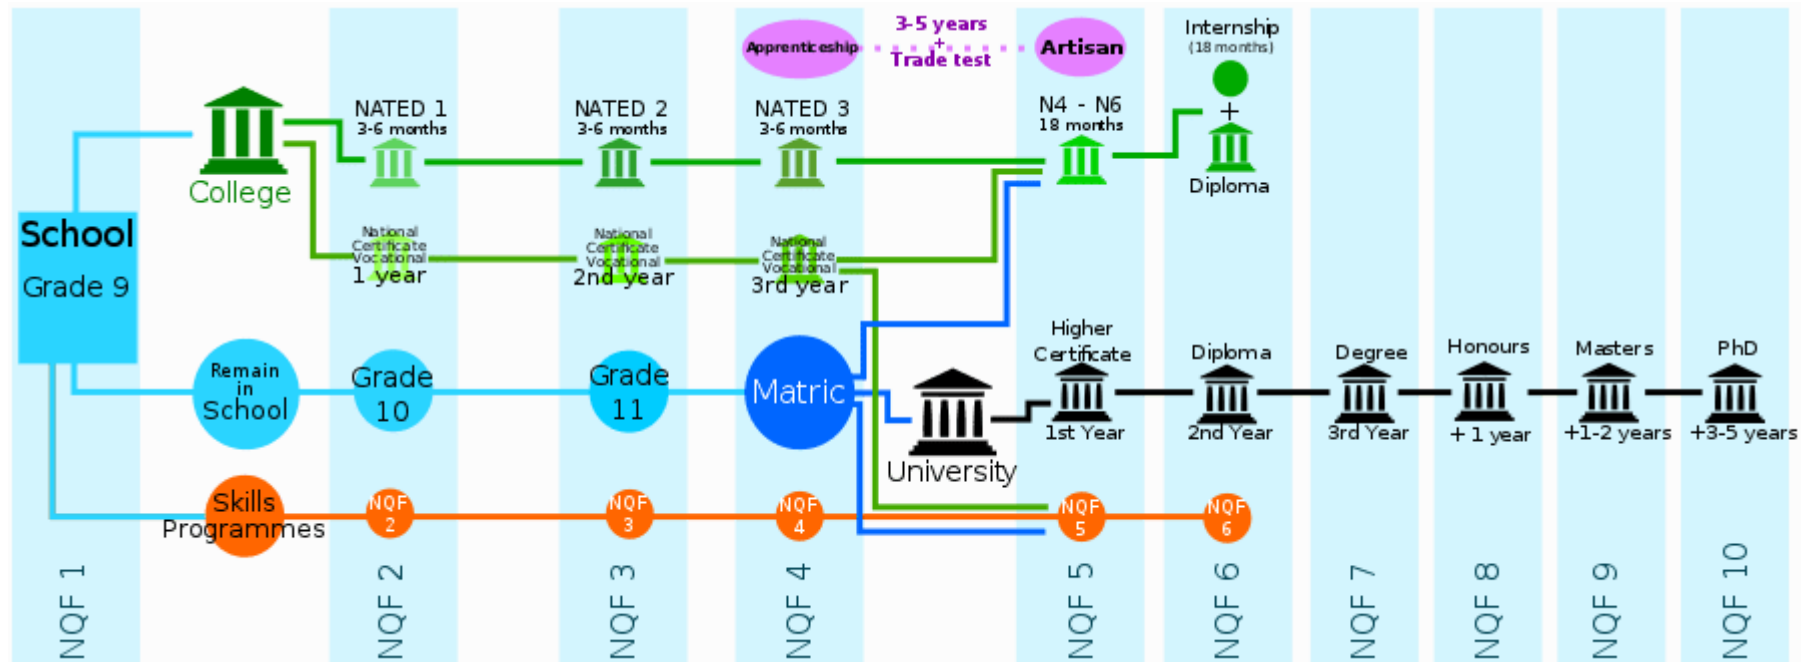 3-5 years
+
Trade test
Apprenticeship
Artisan
Internship
(18 months)
+
Diploma
NATED 1
3-6 months
NATED 2
3-6 months
NATED 3
3-6 months
N4 - N6
18 months
College
School
Grade 9
National
Certificate
Vocational
1 year
National
Certificate
Vocational
2nd year
National
Certificate
Vocational
3rd year
Remain
in
School
Grade
10
Grade
11
Matric
University
Higher
Certificate
1st Year
Diploma
2nd Year
Degree
3rd Year
Honours
+ 1 year
Masters
+1-2 years
PhD
+3-5 years
Skills
Programmes
NQF
2
NQF
3
NQF
4
NQF
5
NQF
6
NQF 1
NQF 2
NQF 3
NQF 4
NQF 5
NQF 6
NQF 7
NQF 8
NQF 9
NQF 10